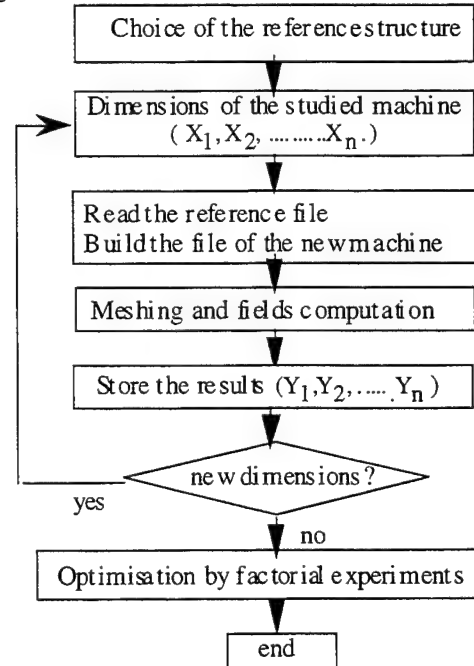 Choice of the reference structure
Dimensions of the studied machine
( X1, X2, .......... Xn. )
Read the reference file
Build the file of the new machine
Meshing and fields computation
Store the results (Y1, Y2, ..... . Yn )
new dimensions ?
yes
no
Optimisation by factorial experiments
end